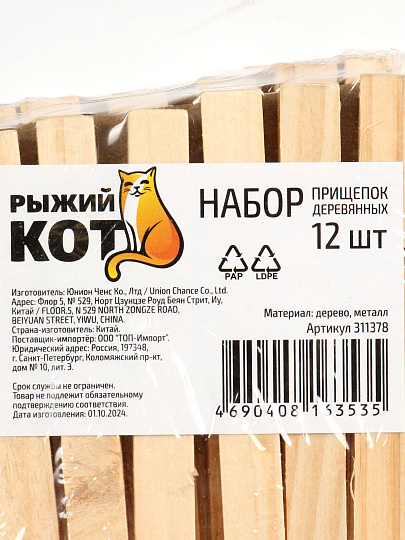 РЫЖИЙ
КОТ
НАБОР ПРИЩЕПОК
ДЕРЕВЯННЫХ
12 ШТ
PAP LDPE
Изготовитель: Юнион Ченс Ко., Лтд / Union Chance Co., Ltd.
Адрес: Флор 5, № 529, Норт Цзунцзе Роуд Беян Стрит, Иу,
Китай / FLOOR.5, N 529 NORTH ZONGZE ROAD,
BEIYUAN STREET, YIWU, CHINA.
Страна-изготовитель: Китай.
Поставщик-импортёр: ООО "ТОП-Импорт".
Юридический адрес: Россия, 197348,
г. Санкт-Петербург, Коломяжский пр-кт,
дом № 10, лит. З.
Срок службы не ограничен.
Товар не подлежит обязательному
подтверждению соответствия.
Дата изготовления: 01.10.2024
Материал: дерево, металл
Артикул 311378
4 690408 163535